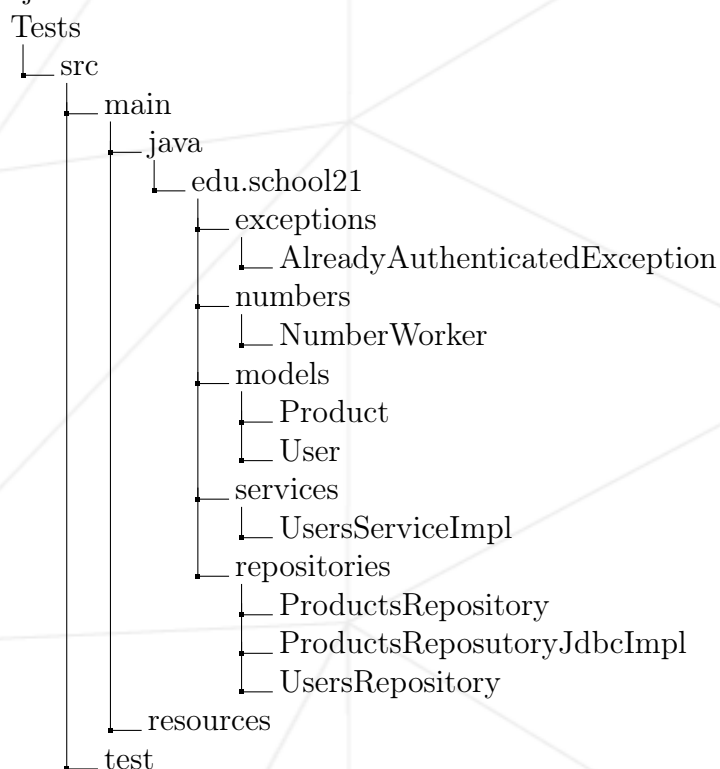 Tests
src
main
java
edu.school21
exceptions
AlreadyAuthenticatedException
numbers
NumberWorker
models
Product
User
services
UsersServiceImpl
repositories
ProductsRepository
ProductsReposutoryJdbcImpl
UsersRepository
resources
test